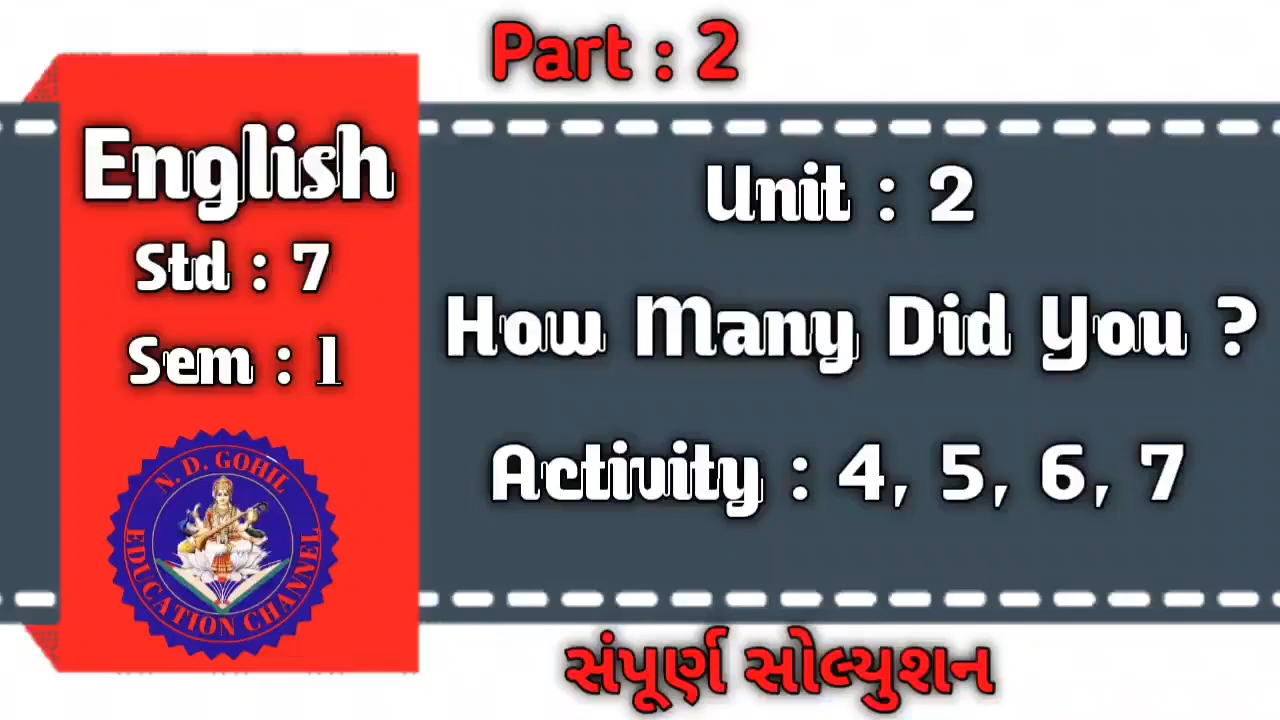 Part : 2
English
Std : 7
Sem : 1
N. D. GOHIL
EDUCATION CHANNEL
Unit : 2
How Many Did You ?
Activity : 4, 5, 6, 7
સંપૂર્ણ સોલ્યુશન